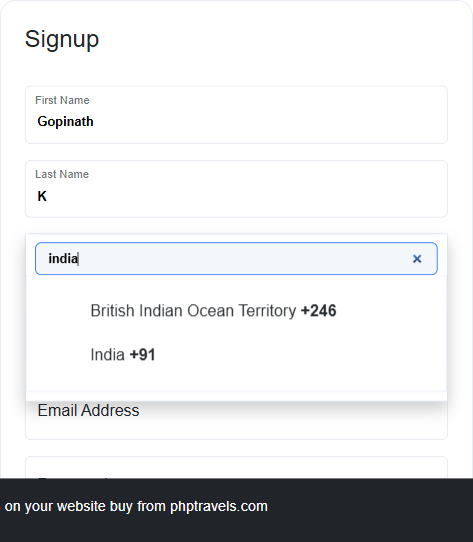 Signup
First Name
Gopinath
Last Name
K
india
×
British Indian Ocean Territory +246
India +91
Email Address
on your website buy from phptravels.com